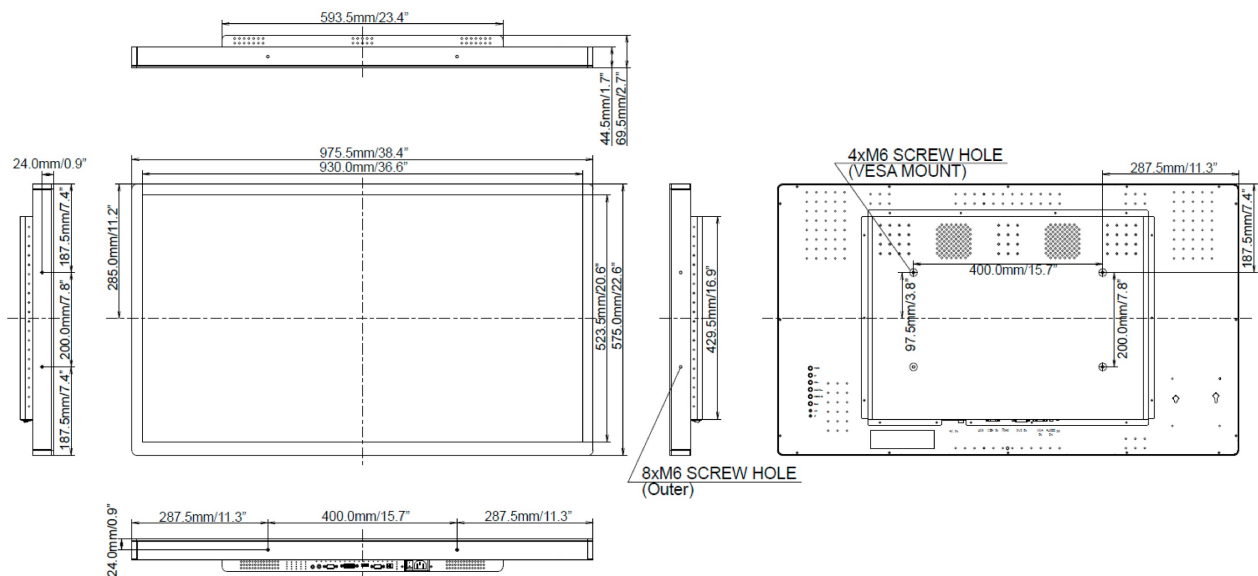 593.5mm/23.4"
44.5mm/1.7"
69.5mm/2.7"
24.0mm/0.9"
187.5mm/7.4"
200.0mm/7.8"
187.5mm/7.4"
975.5mm/38.4"
930.0mm/36.6"
285.0mm/11.2"
523.5mm/20.6"
575.0mm/22.6"
429.5mm/16.9"
8xM6 SCREW HOLE
(Outer)
4xM6 SCREW HOLE
(VESA MOUNT)
287.5mm/11.3"
187.5mm/7.4"
400.0mm/15.7"
97.5mm/3.8"
200.0mm/7.8"
24.0mm/0.9"
287.5mm/11.3"
400.0mm/15.7"
287.5mm/11.3"